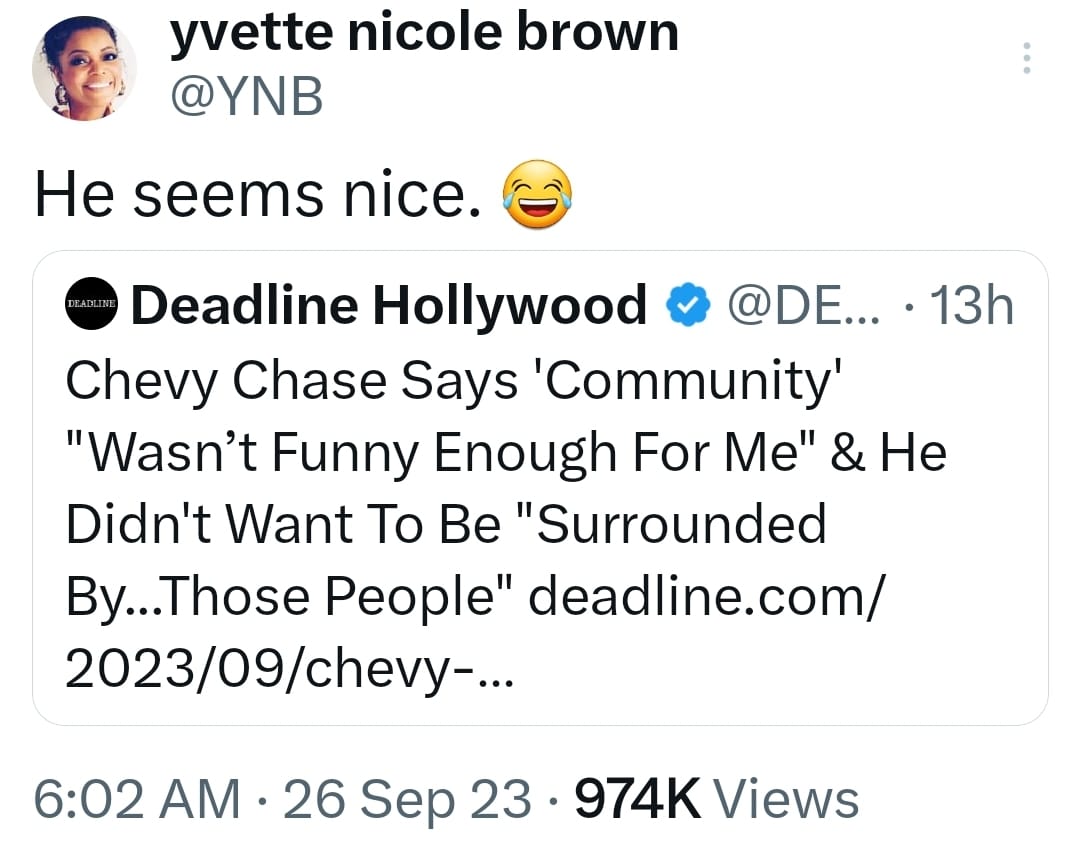 yvette nicole brown
@YNB
He seems nice. 😂
DEADLINE
Deadline Hollywood @DE... · 13h
Chevy Chase Says 'Community'
"Wasn’t Funny Enough For Me" & He
Didn't Want To Be "Surrounded
By...Those People" deadline.com/
2023/09/chevy-...
6:02 AM · 26 Sep 23 · 974K Views